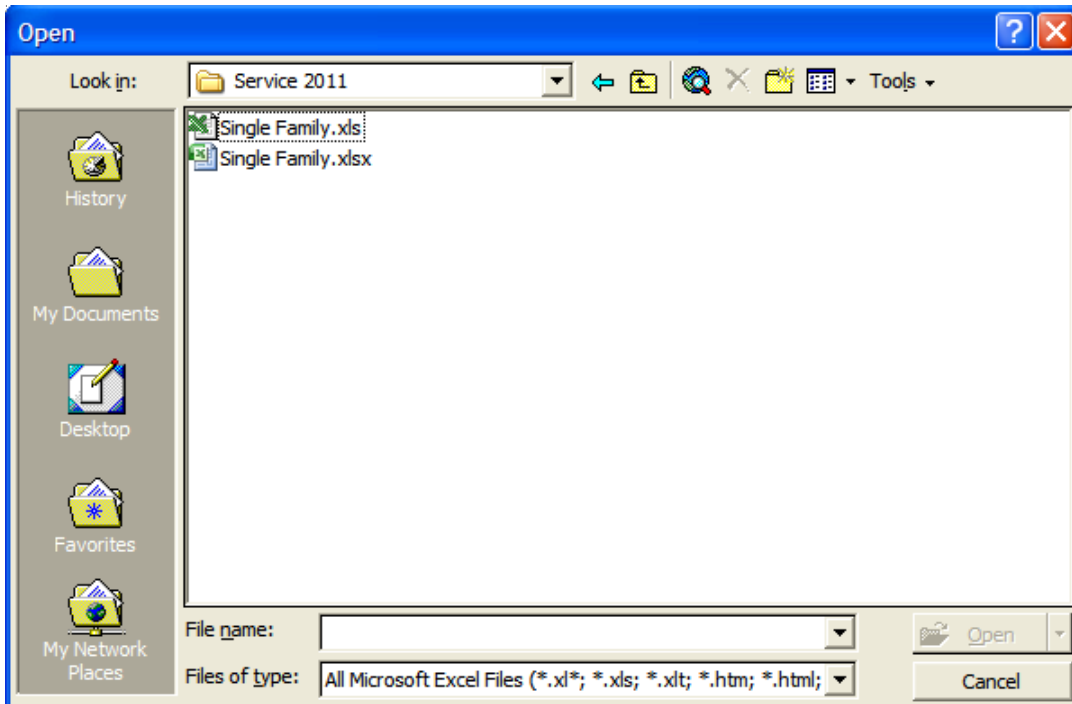 Open
Look in:
Service 2011
Tools
Single Family.xls
Single Family.xlsx
History
My Documents
Desktop
Favorites
My Network
Places
File name:
Open
Files of type:
All Microsoft Excel Files (*.xl*; *.xls; *.xlt; *.htm; *.html;
Cancel